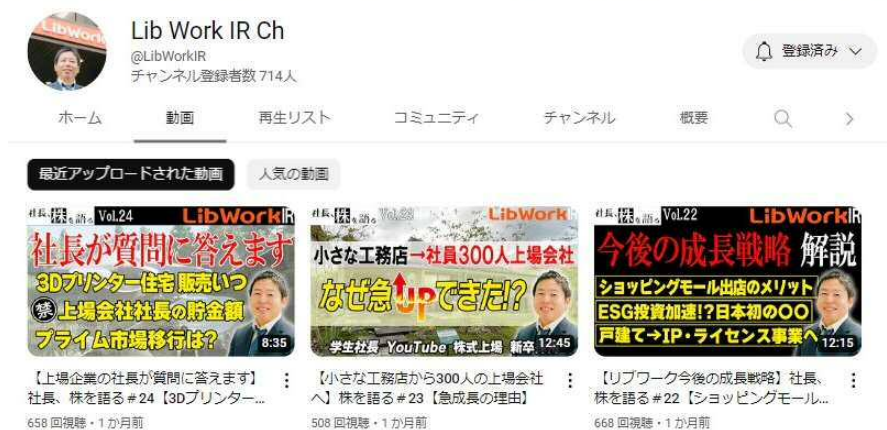 LibWork
Lib Work IR Ch
@LibWorkIR
チャンネル登録者数 714人
登録済み
ホーム 動画 再生リスト コミュニティ チャンネル 概要
最近アップロードされた動画 人気の動画
社長、株を語る。 Vol.24 LibWork IR
社長が質問に答えます
3Dプリンター住宅 販売いつ
禁 上場会社社長の貯金額
プライム市場移行は?
8:35
社長、株を語る。 Vol.23 LibWork IR
小さな工務店→社員300人上場会社
なぜ急UPできた!?
学生社長 YouTube 株式上場 新卒
12:45
社長、株を語る。 Vol.22 LibWork IR
今後の成長戦略 解説
ショッピングモール出店のメリット
ESG投資加速!?日本初の〇〇
戸建て→IP・ライセンス事業へ
12:15
【上場企業の社長が質問に答えます】
社長、株を語る#24【3Dプリンター...
658 回視聴・1 か月前
【小さな工務店から300人の上場会社
へ】株を語る#23【急成長の理由】
508 回視聴・1 か月前
【リブワーク今後の成長戦略】社長、
株を語る#22【ショッピングモール...
668 回視聴・1 か月前